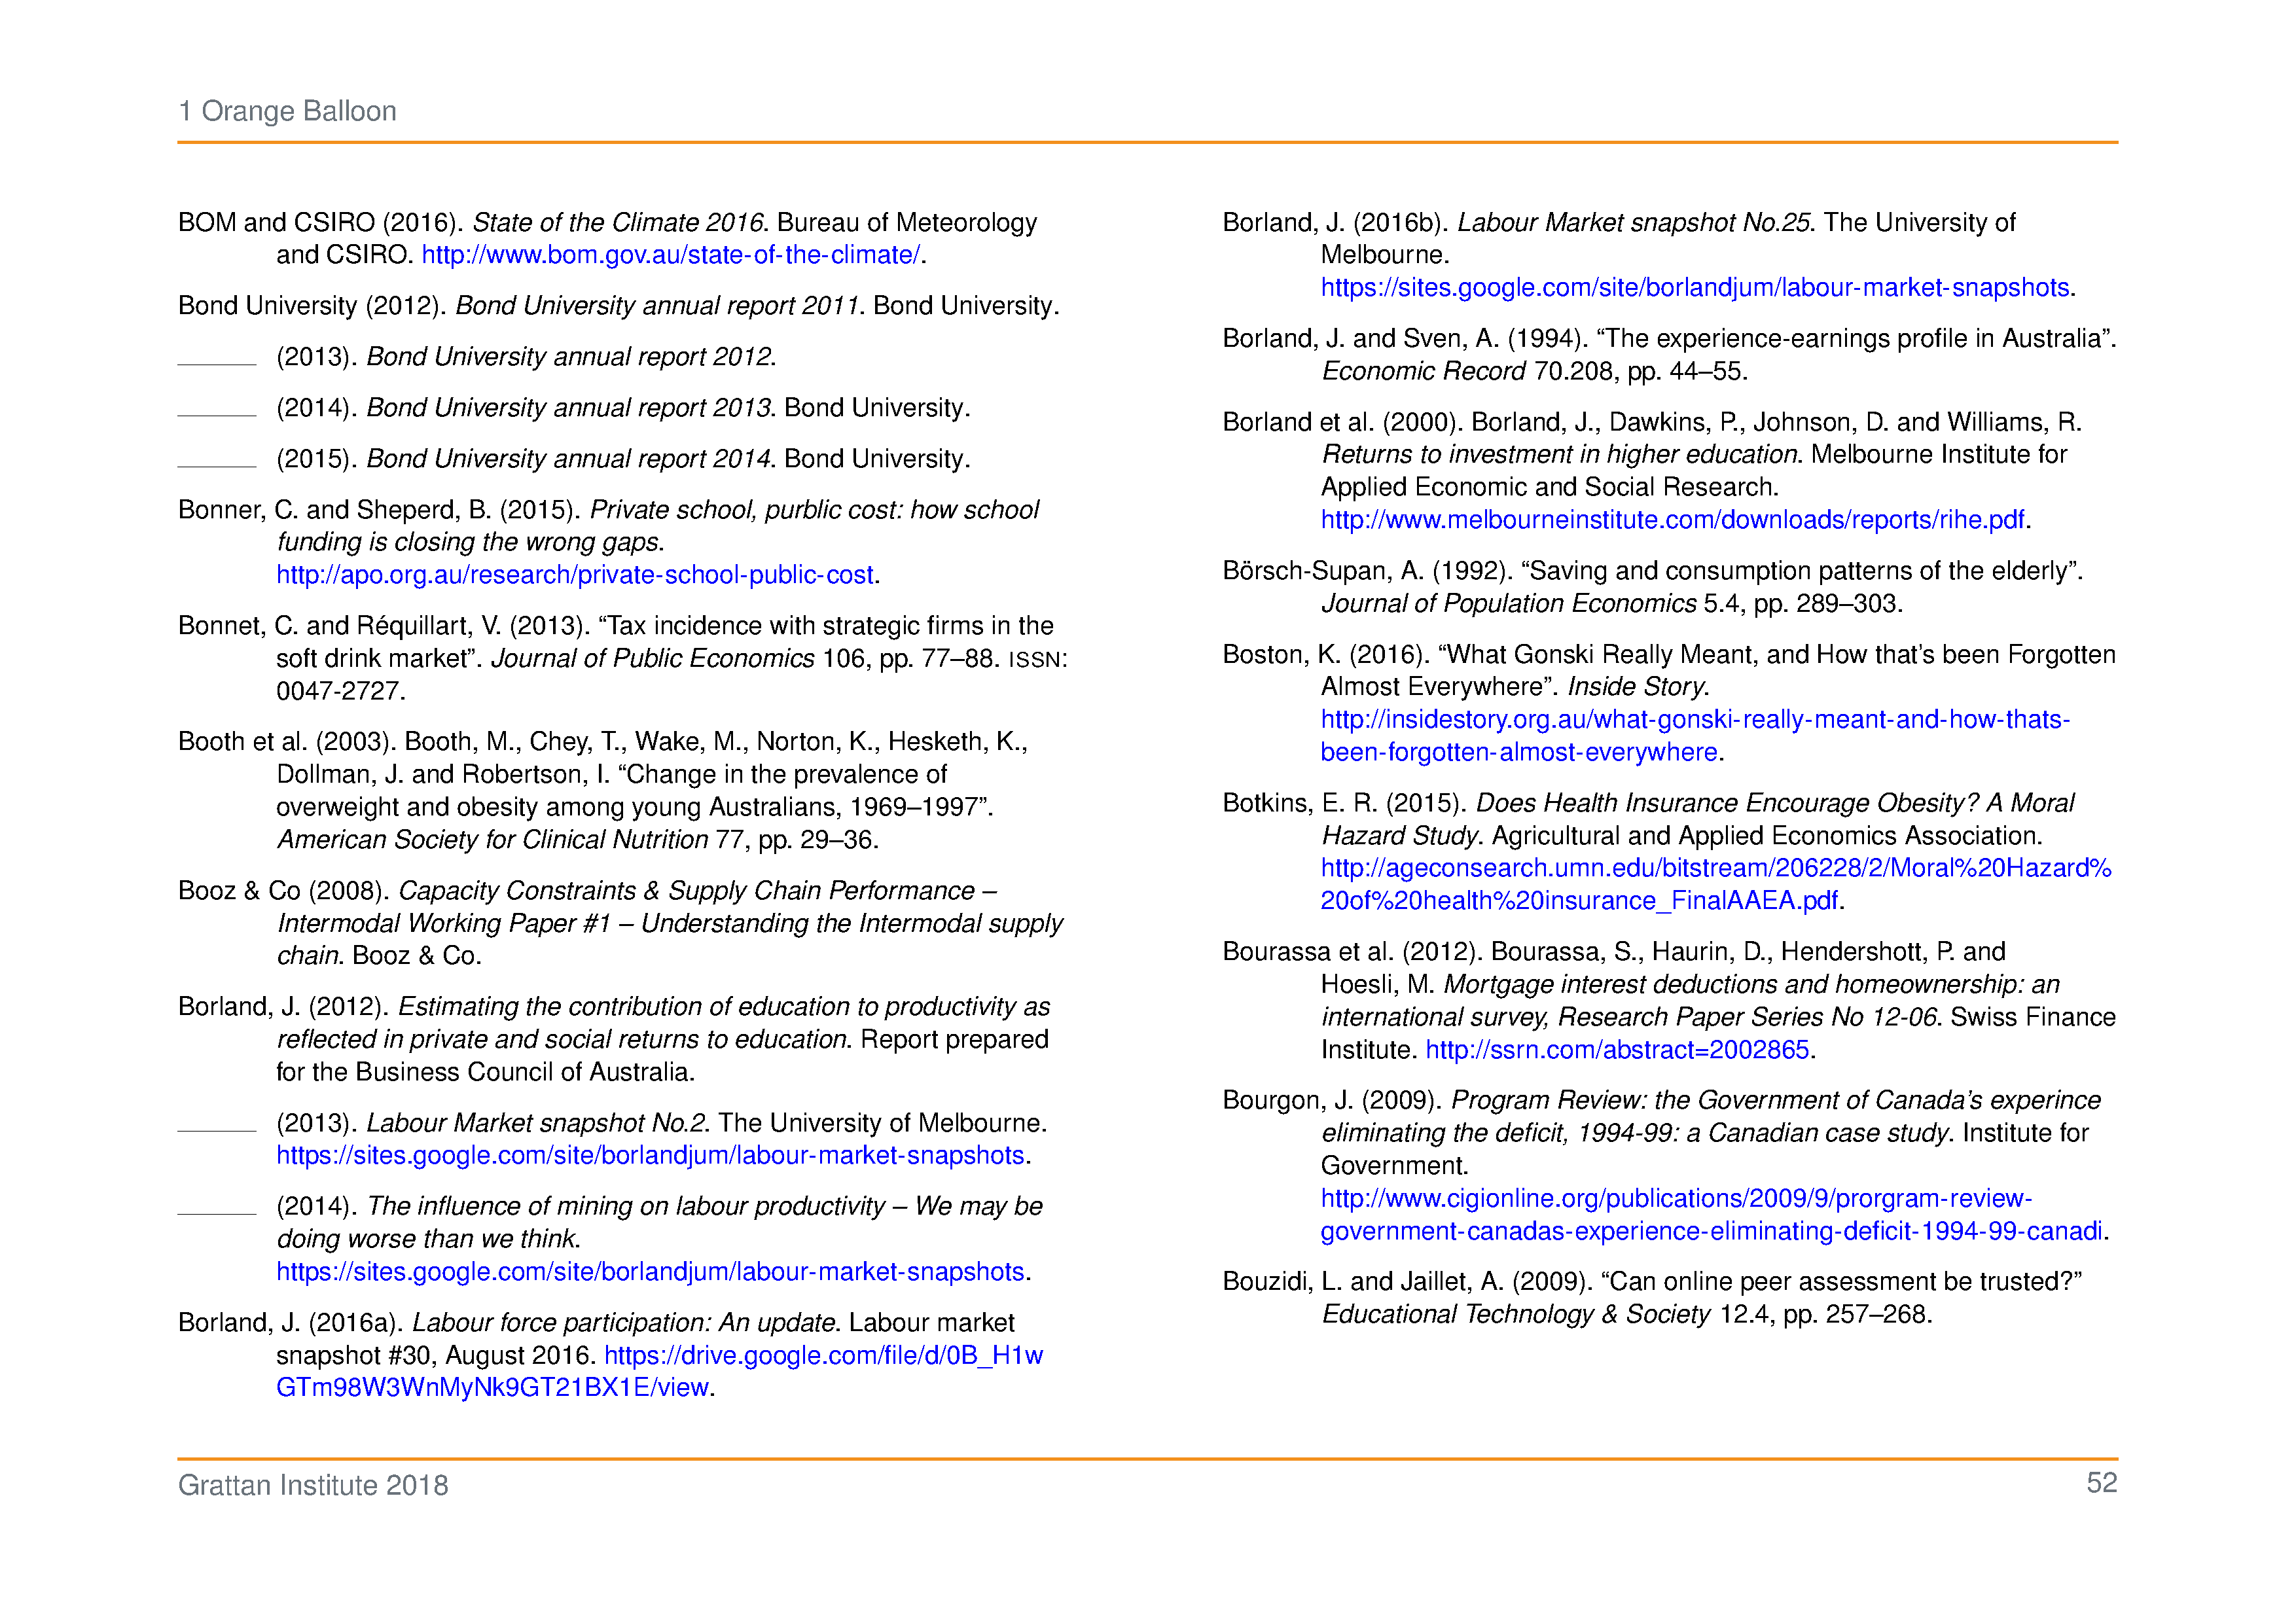 1 Orange Balloon
BOM and CSIRO (2016). State of the Climate 2016. Bureau of Meteorology
and CSIRO. http://www.bom.gov.au/state-of-the-climate/.
Bond University (2012). Bond University annual report 2011. Bond University.
(2013). Bond University annual report 2012.
(2014). Bond University annual report 2013. Bond University.
(2015). Bond University annual report 2014. Bond University.
Bonner, C. and Sheperd, B. (2015). Private school, purblic cost: how school
funding is closing the wrong gaps.
http://apo.org.au/research/private-school-public-cost.
Bonnet, C. and Réquillart, V. (2013). “Tax incidence with strategic firms in the
soft drink market”. Journal of Public Economics 106, pp. 77–88. ISSN:
0047-2727.
Booth et al. (2003). Booth, M., Chey, T., Wake, M., Norton, K., Hesketh, K.,
Dollman, J. and Robertson, I. “Change in the prevalence of
overweight and obesity among young Australians, 1969–1997”.
American Society for Clinical Nutrition 77, pp. 29–36.
Booz & Co (2008). Capacity Constraints & Supply Chain Performance –
Intermodal Working Paper #1 – Understanding the Intermodal supply
chain. Booz & Co.
Borland, J. (2012). Estimating the contribution of education to productivity as
reflected in private and social returns to education. Report prepared
for the Business Council of Australia.
(2013). Labour Market snapshot No.2. The University of Melbourne.
https://sites.google.com/site/borlandjum/labour-market-snapshots.
(2014). The influence of mining on labour productivity – We may be
doing worse than we think.
https://sites.google.com/site/borlandjum/labour-market-snapshots.
Borland, J. (2016a). Labour force participation: An update. Labour market
snapshot #30, August 2016. https://drive.google.com/file/d/0B_H1w
GTm98W3WnMyNk9GT21BX1E/view.
Borland, J. (2016b). Labour Market snapshot No.25. The University of
Melbourne.
https://sites.google.com/site/borlandjum/labour-market-snapshots.
Borland, J. and Sven, A. (1994). “The experience-earnings profile in Australia”.
Economic Record 70.208, pp. 44–55.
Borland et al. (2000). Borland, J., Dawkins, P., Johnson, D. and Williams, R.
Returns to investment in higher education. Melbourne Institute for
Applied Economic and Social Research.
http://www.melbourneinstitute.com/downloads/reports/rihe.pdf.
Börsch-Supan, A. (1992). “Saving and consumption patterns of the elderly”.
Journal of Population Economics 5.4, pp. 289–303.
Boston, K. (2016). “What Gonski Really Meant, and How that’s been Forgotten
Almost Everywhere”. Inside Story.
http://insidestory.org.au/what-gonski-really-meant-and-how-thats-
been-forgotten-almost-everywhere.
Botkins, E. R. (2015). Does Health Insurance Encourage Obesity? A Moral
Hazard Study. Agricultural and Applied Economics Association.
http://ageconsearch.umn.edu/bitstream/206228/2/Moral%20Hazard%
20of%20health%20insurance_FinalAAEA.pdf.
Bourassa et al. (2012). Bourassa, S., Haurin, D., Hendershott, P. and
Hoesli, M. Mortgage interest deductions and homeownership: an
international survey, Research Paper Series No 12-06. Swiss Finance
Institute. http://ssrn.com/abstract=2002865.
Bourgon, J. (2009). Program Review: the Government of Canada’s experince
eliminating the deficit, 1994-99: a Canadian case study. Institute for
Government.
http://www.cigionline.org/publications/2009/9/prorgram-review-
government-canadas-experience-eliminating-deficit-1994-99-canadi.
Bouzidi, L. and Jaillet, A. (2009). “Can online peer assessment be trusted?”
Educational Technology & Society 12.4, pp. 257–268.
Grattan Institute 2018
52